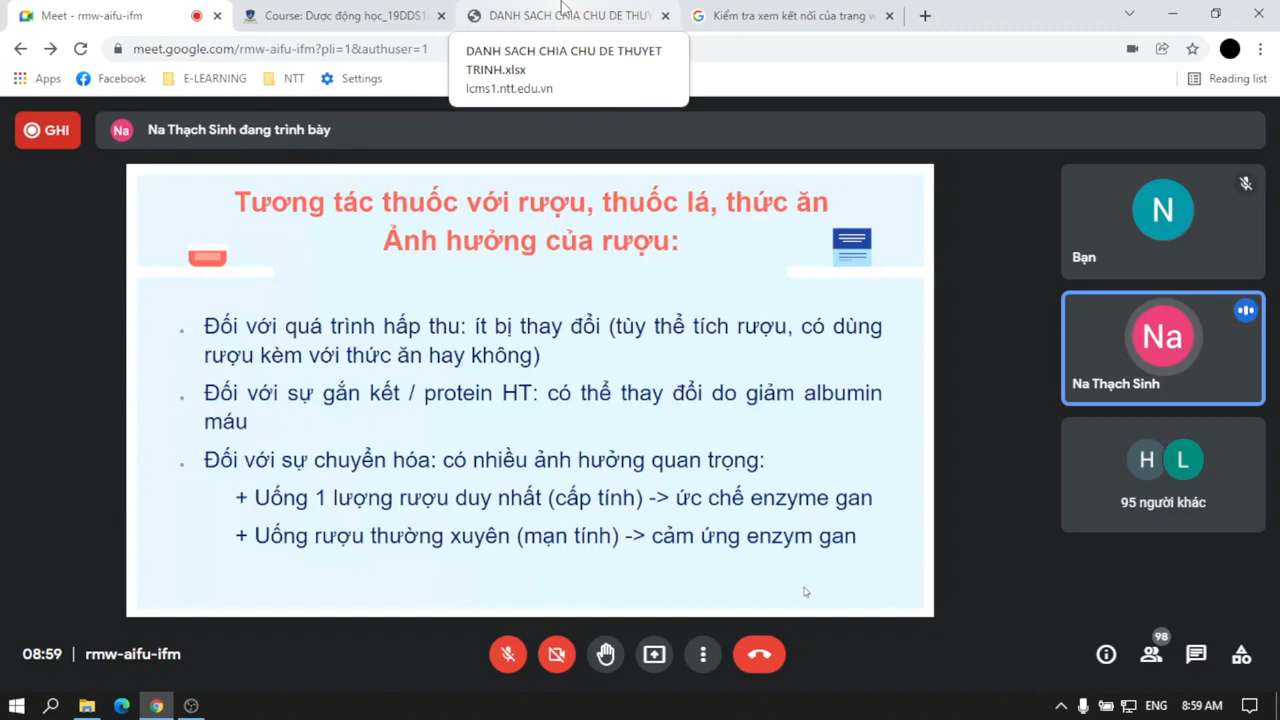 Meet - rmw-aifu-ifm
Course: Dược động học_19DDS1
DANH SACH CHIA CHU DE THUY
Kiểm tra xem kết nối của trang w
meet.google.com/rmw-aifu-ifm?pli=1&authuser=1
DANH SACH CHIA CHU DE THUYET
TRINH.xlsx
lcms1.ntt.edu.vn
Apps
Facebook
E-LEARNING
NTT
Settings
Reading list
GHI
Na
Na Thạch Sinh đang trình bày
Tương tác thuốc với rượu, thuốc lá, thức ăn
Ảnh hưởng của rượu:
Đối với quá trình hấp thu: ít bị thay đổi (tùy thể tích rượu, có dùng
rượu kèm với thức ăn hay không)
Đối với sự gắn kết / protein HT: có thể thay đổi do giảm albumin
máu
Đối với sự chuyển hóa: có nhiều ảnh hưởng quan trọng:
+ Uống 1 lượng rượu duy nhất (cấp tính) -> ức chế enzyme gan
+ Uống rượu thường xuyên (mạn tính) -> cảm ứng enzym gan
N
Bạn
Na
Na Thạch Sinh
H
L
95 người khác
08:59 | rmw-aifu-ifm
98
ENG
8:59 AM